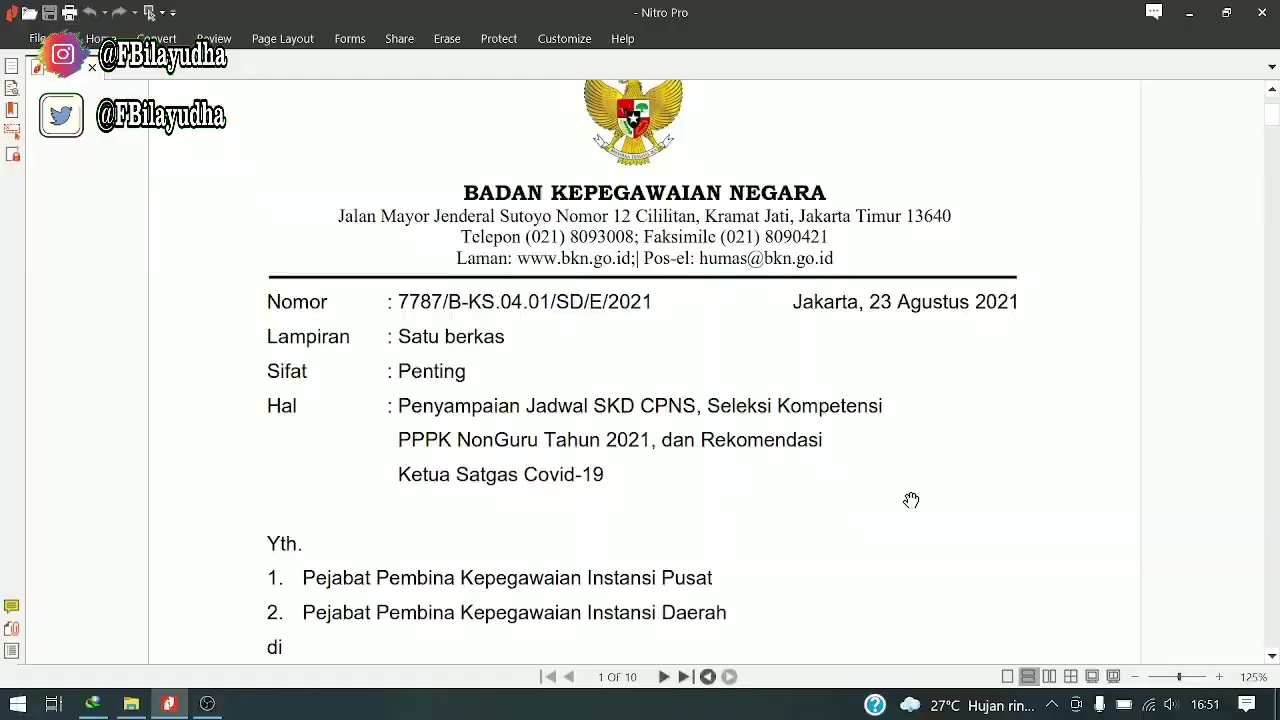 - Nitro Pro
Page Layout
Forms
Share
Erase
Protect
Customize
Help
@FBilayudha
@FBilayudha
BADAN KEPEGAWAIAN NEGARA
Jalan Mayor Jenderal Sutoyo Nomor 12 Cililitan, Kramat Jati, Jakarta Timur 13640
Telepon (021) 8093008; Faksimile (021) 8090421
Laman: www.bkn.go.id;| Pos-el: humas@bkn.go.id
Nomor : 7787/B-KS.04.01/SD/E/2021 Jakarta, 23 Agustus 2021
Lampiran : Satu berkas
Sifat : Penting
Hal : Penyampaian Jadwal SKD CPNS, Seleksi Kompetensi
PPPK NonGuru Tahun 2021, dan Rekomendasi
Ketua Satgas Covid-19
Yth.
1. Pejabat Pembina Kepegawaian Instansi Pusat
2. Pejabat Pembina Kepegawaian Instansi Daerah
di
1 OF 10
125%
27°C Hujan rin...
16:51